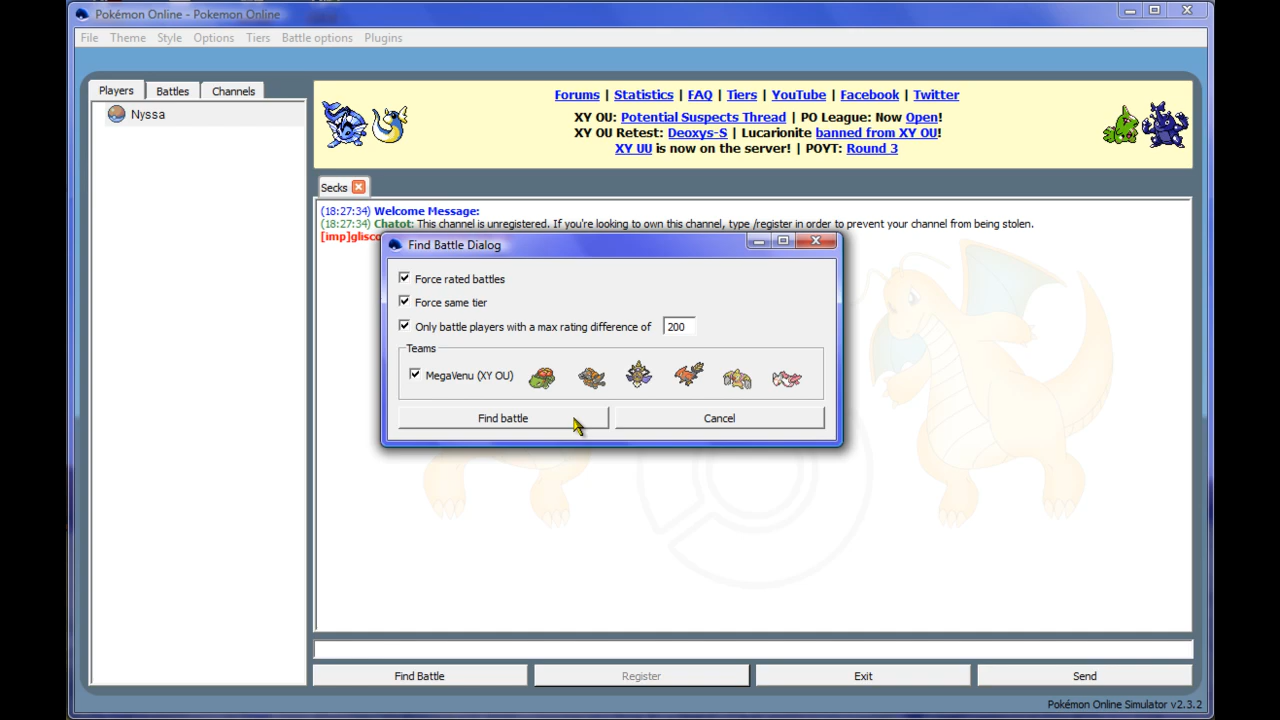 Pokémon Online - Pokemon Online
File Theme Style Options Tiers Battle options Plugins
Players Battles Channels
Nyssa
Forums | Statistics | FAQ | Tiers | YouTube | Facebook | Twitter
XY OU: Potential Suspects Thread | PO League: Now Open!
XY OU Retest: Deoxys-S | Lucarionite banned from XY OU!
XY UU is now on the server! | POYT: Round 3
Secks
(18:27:34) Welcome Message:
(18:27:34) Chatot: This channel is unregistered. If you're looking to own this channel, type /register in order to prevent your channel from being stolen.
[imp]glisco
Find Battle Dialog
Force rated battles
Force same tier
Only battle players with a max rating difference of 200
Teams
MegaVenu (XY OU)
Find battle Cancel
Find Battle Register Exit Send
Pokémon Online Simulator v2.3.2